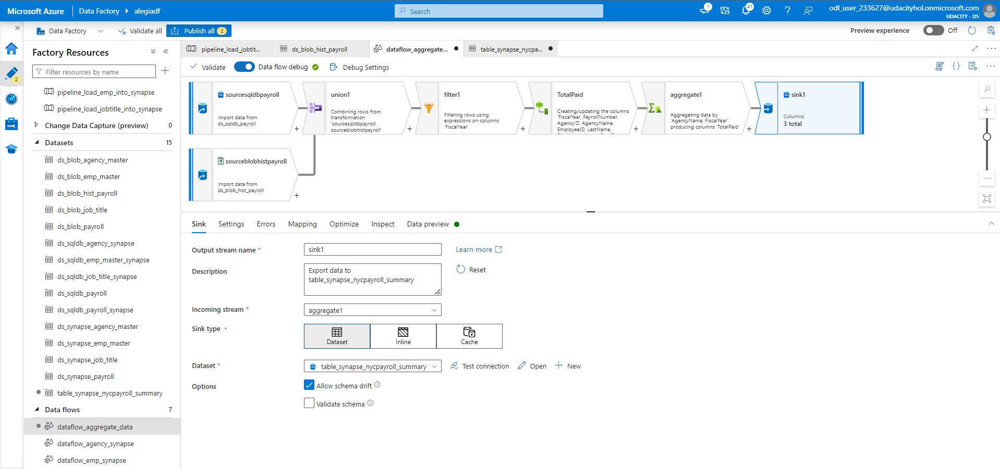 Microsoft Azure
Data Factory
alegiadf
Search
1
41
odl_user_233627@udacityhol.onmicrosoft.com
UDACITY - DS
Data Factory
Validate all
Publish all 2
Preview experience
Off
2
Factory Resources
Filter resources by name
pipeline_load_emp_into_synapse
pipeline_load_jobtitle_into_synapse
Change Data Capture (preview) 0
Datasets 15
ds_blob_agency_master
ds_blob_emp_master
ds_blob_hist_payroll
ds_blob_job_title
ds_blob_payroll
ds_sqldb_agency_synapse
ds_sqldb_emp_master_synapse
ds_sqldb_job_title_synapse
ds_sqldb_payroll
ds_sqldb_payroll_synapse
ds_synapse_agency_master
ds_synapse_emp_master
ds_synapse_job_title
ds_synapse_payroll
table_synapse_nycpayroll_summary
Data flows 7
dataflow_aggregate_data
dataflow_agency_synapse
dataflow_emp_synapse
pipeline_load_jobtit...
ds_blob_hist_payroll
dataflow_aggregate...
table_synapse_nycpa...
Validate
Data flow debug
Debug Settings
sourcesqldbpayroll
Import data from
ds_sqldb_payroll
union1
Combining rows from
transformation
'sourcesqldbpayroll,
sourceblobhistpayroll'
filter1
Filtering rows using
expressions on columns
'FiscalYear'
TotalPaid
Creating/updating the columns
'FiscalYear, PayrollNumber,
AgencyID, AgencyName,
EmployeeID, LastName,
aggregate1
Aggregating data by
'AgencyName, FiscalYear'
producing columns 'TotalPaid'
sink1
Columns:
3 total
sourceblobhistpayroll
Import data from
ds_blob_hist_payroll
Sink
Settings
Errors
Mapping
Optimize
Inspect
Data preview
Output stream name *
sink1
Learn more
Description
Export data to
table_synapse_nycpayroll_summary
Reset
Incoming stream *
aggregate1
Sink type *
Dataset
Inline
Cache
Dataset *
table_synapse_nycpayroll_summary
Test connection
Open
New
Options
Allow schema drift
Validate schema